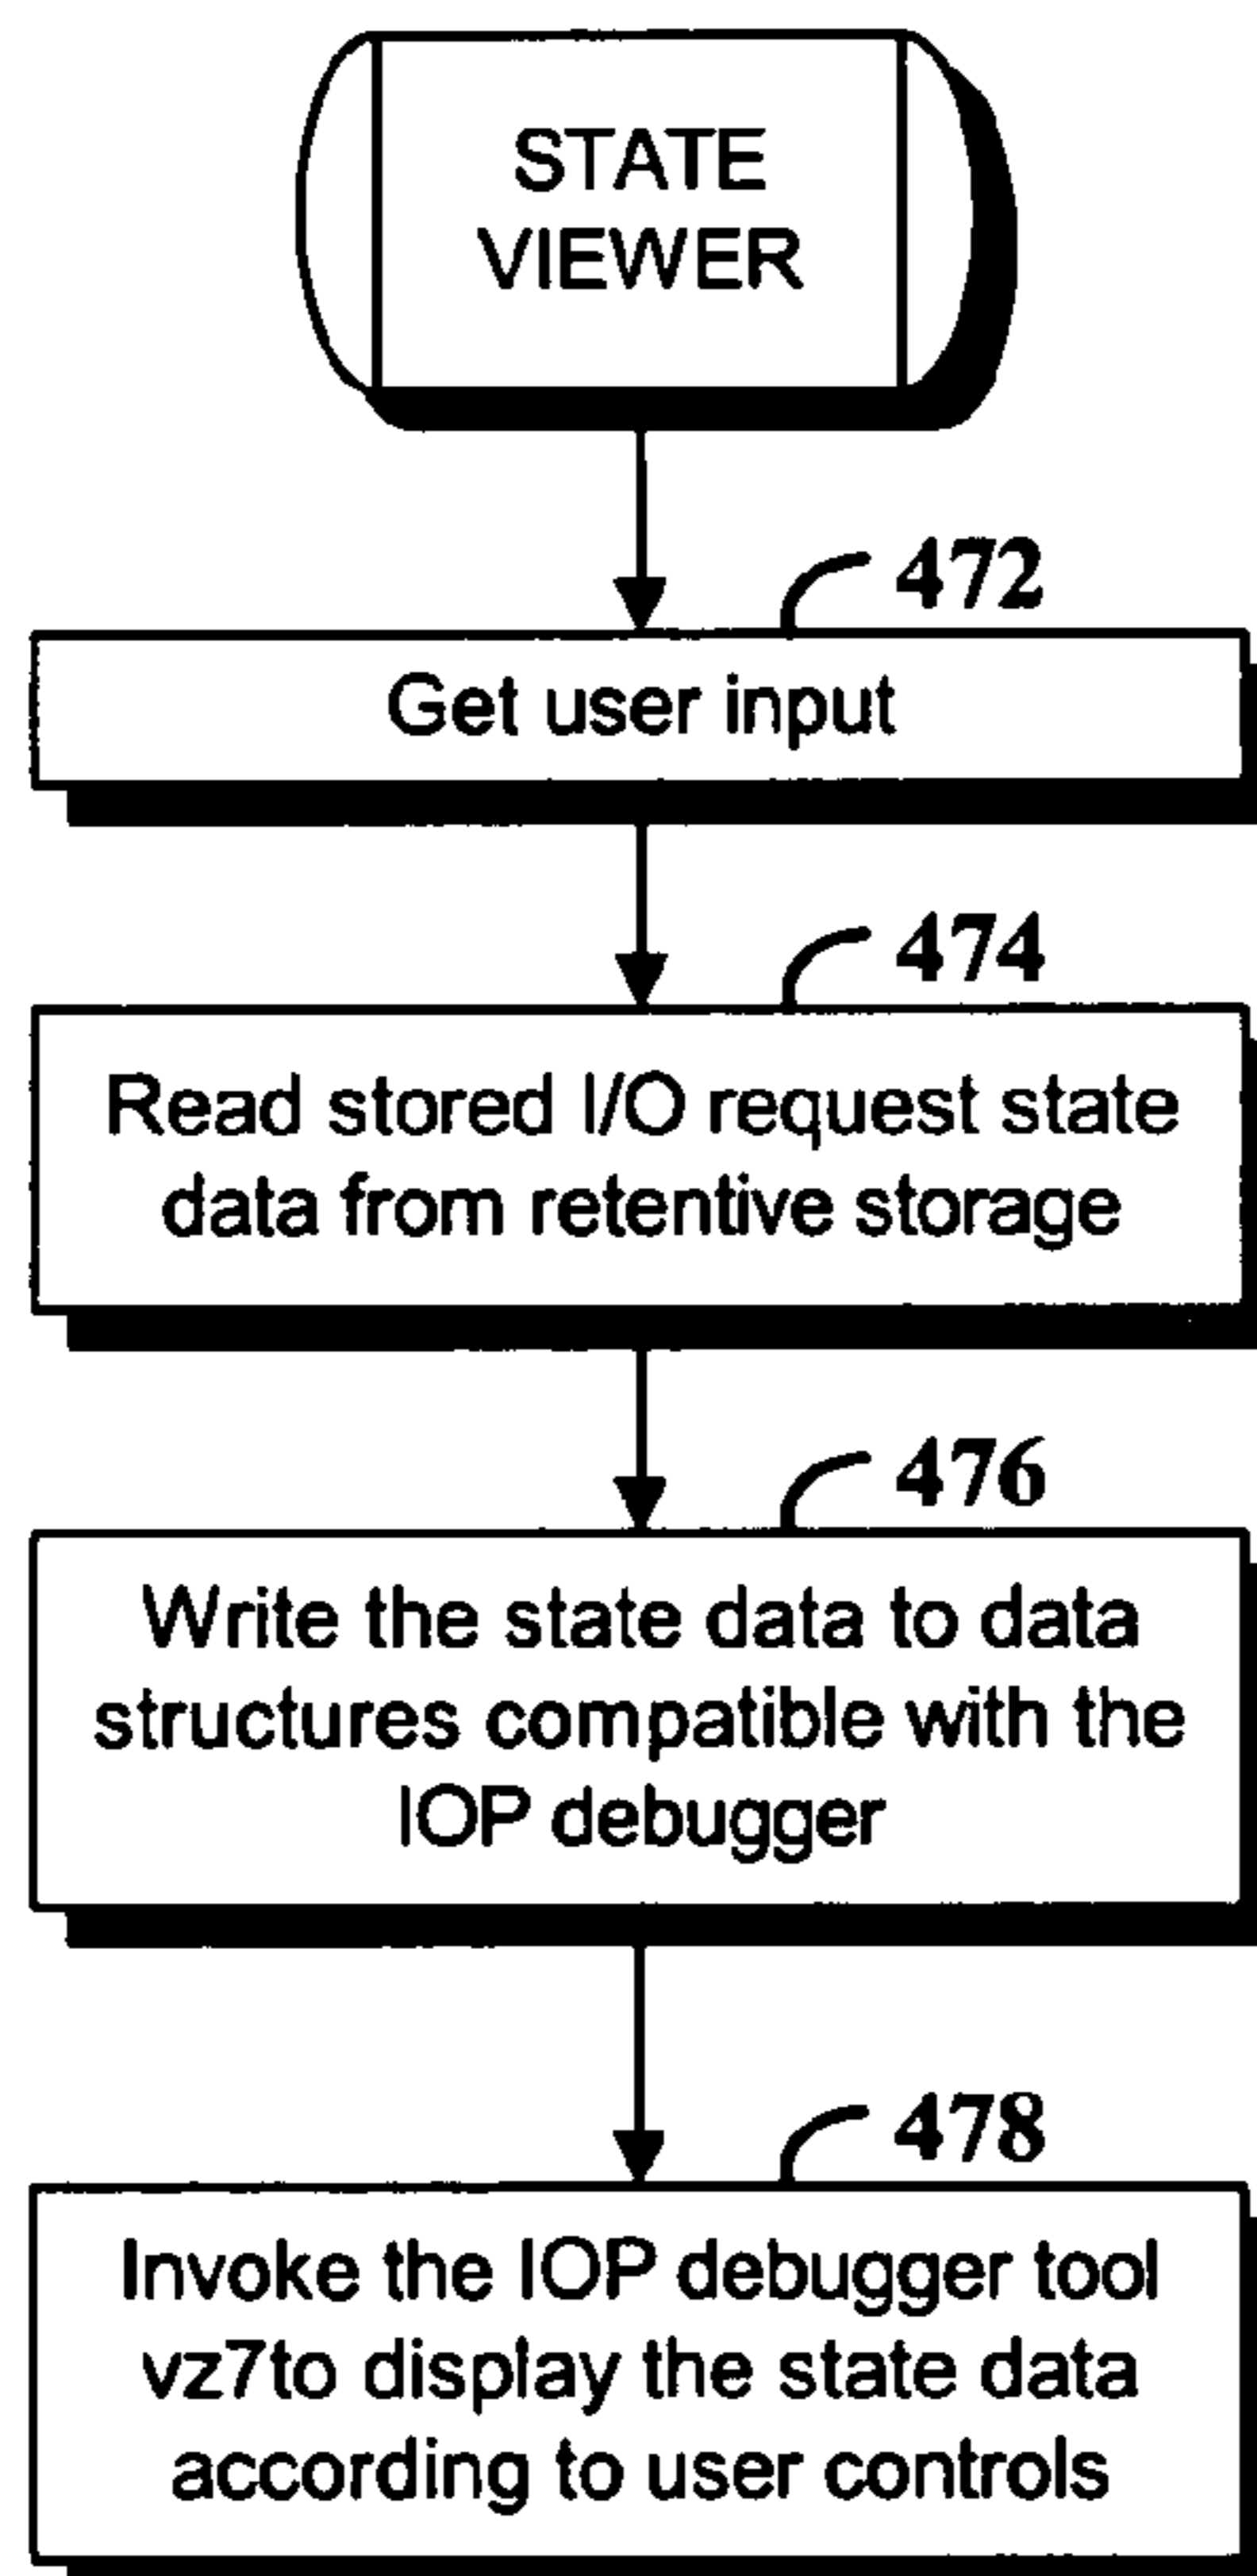 STATE
VIEWER
472
Get user input
474
Read stored I/O request state
data from retentive storage
476
Write the state data to data
structures compatible with the
IOP debugger
478
Invoke the IOP debugger tool
vz7to display the state data
according to user controls